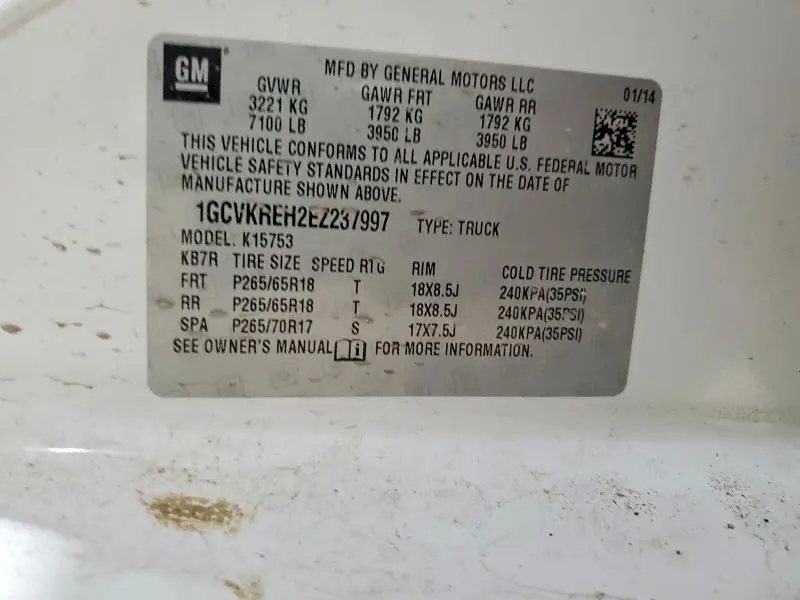 GM
MFD BY GENERAL MOTORS LLC
01/14
GVWR GAWR FRT GAWR RR
3221 KG 1792 KG 1792 KG
7100 LB 3950 LB 3950 LB
THIS VEHICLE CONFORMS TO ALL APPLICABLE U.S. FEDERAL MOTOR
VEHICLE SAFETY STANDARDS IN EFFECT ON THE DATE OF
MANUFACTURE SHOWN ABOVE.
1GCVKREH2EZ237997 TYPE: TRUCK
MODEL: K15753
KB7R TIRE SIZE SPEED RTG RIM COLD TIRE PRESSURE
FRT P265/65R18 T 18X8.5J 240KPA(35PSI)
RR P265/65R18 T 18X8.5J 240KPA(35PSI)
SPA P265/70R17 S 17X7.5J 240KPA(35PSI)
SEE OWNER'S MANUAL i FOR MORE INFORMATION.